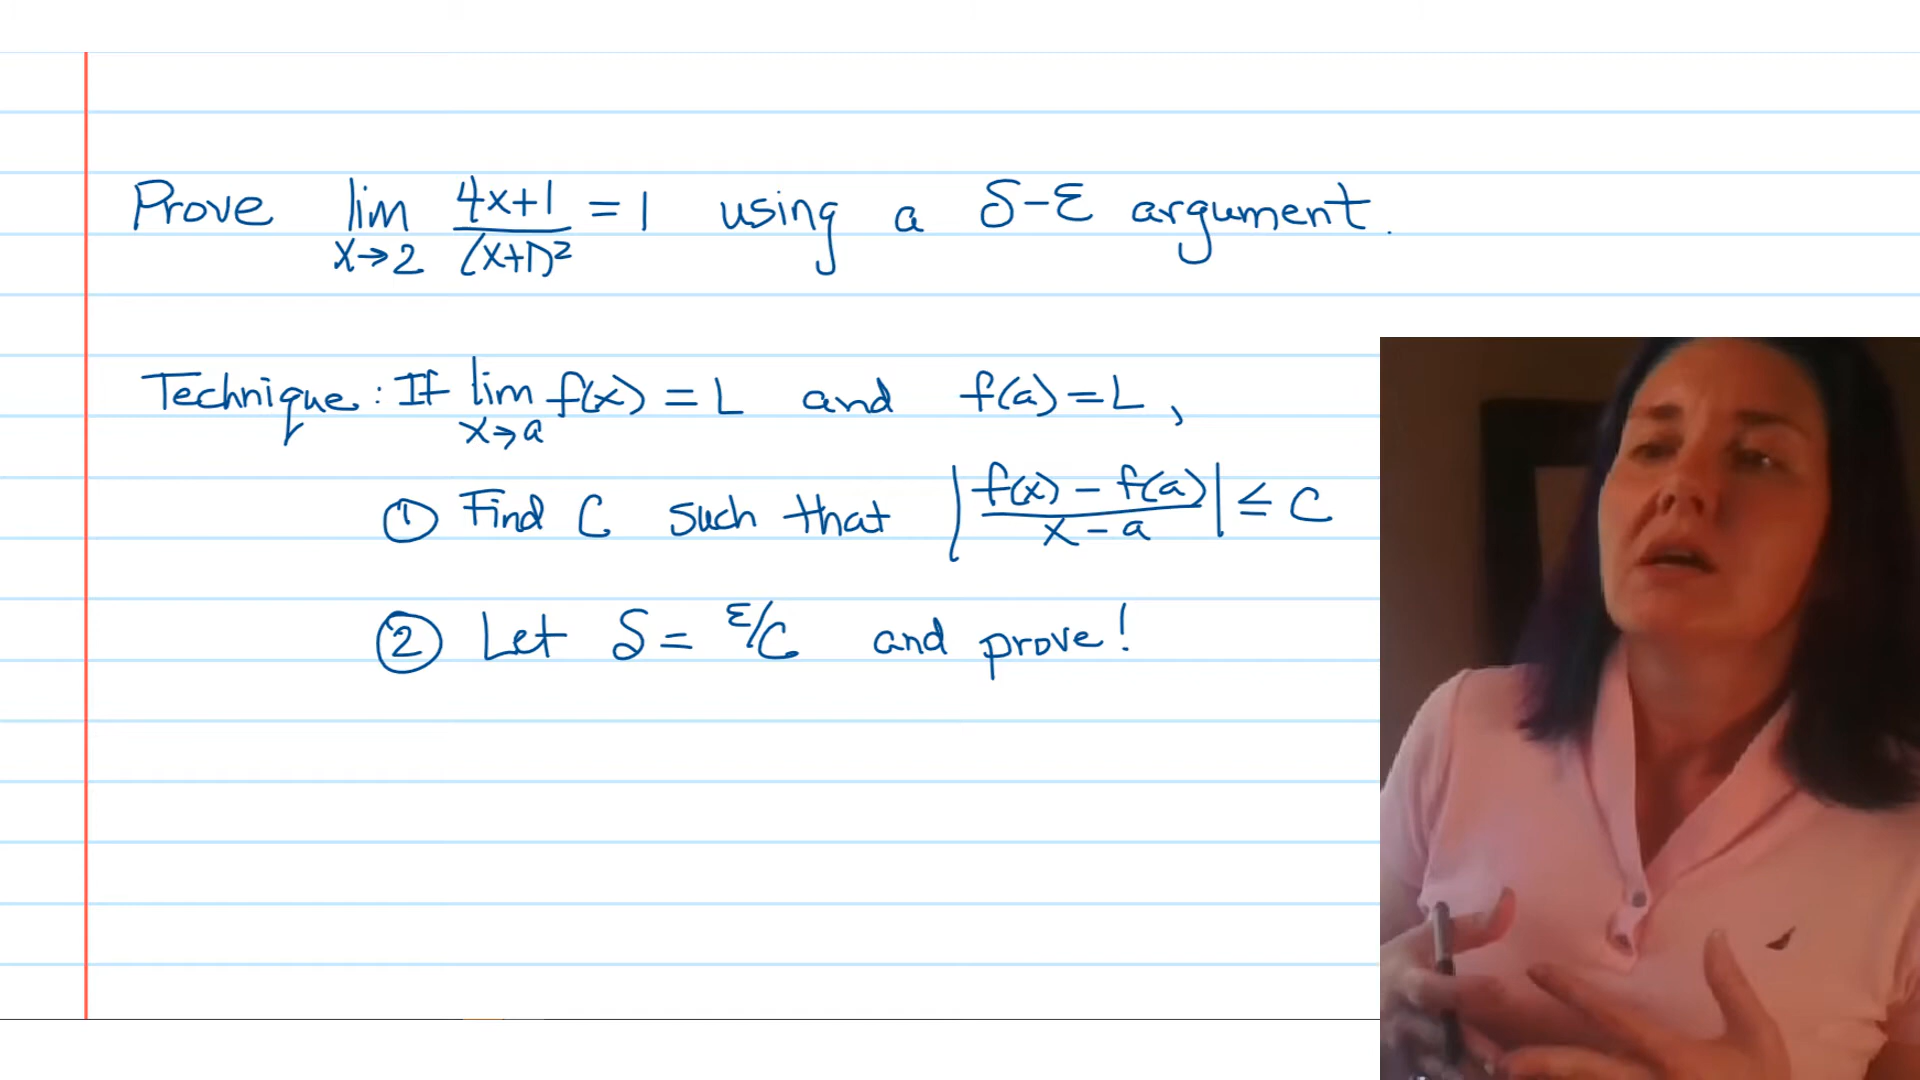 Prove lim x→2 4x+1/(x+1)² = 1 using a δ-ε argument.
Technique: If lim x→a f(x) = L and f(a) = L,
① Find C such that |f(x) - f(a)/x - a| ≤ C
② Let δ = ε/C and prove!